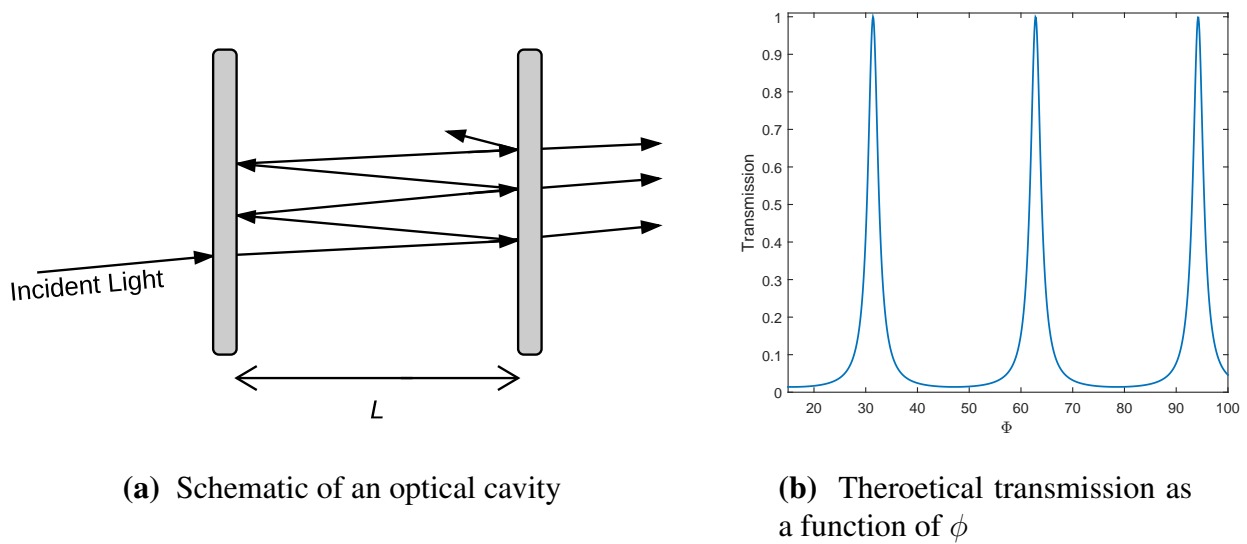 Incident Light
L
1
0.9
0.8
0.7
0.6
0.5
0.4
0.3
0.2
0.1
0
Transmission
20 30 40 50 60 70 80 90 100
Φ
(a) Schematic of an optical cavity
(b) Theroetical transmission as
a function of ϕ